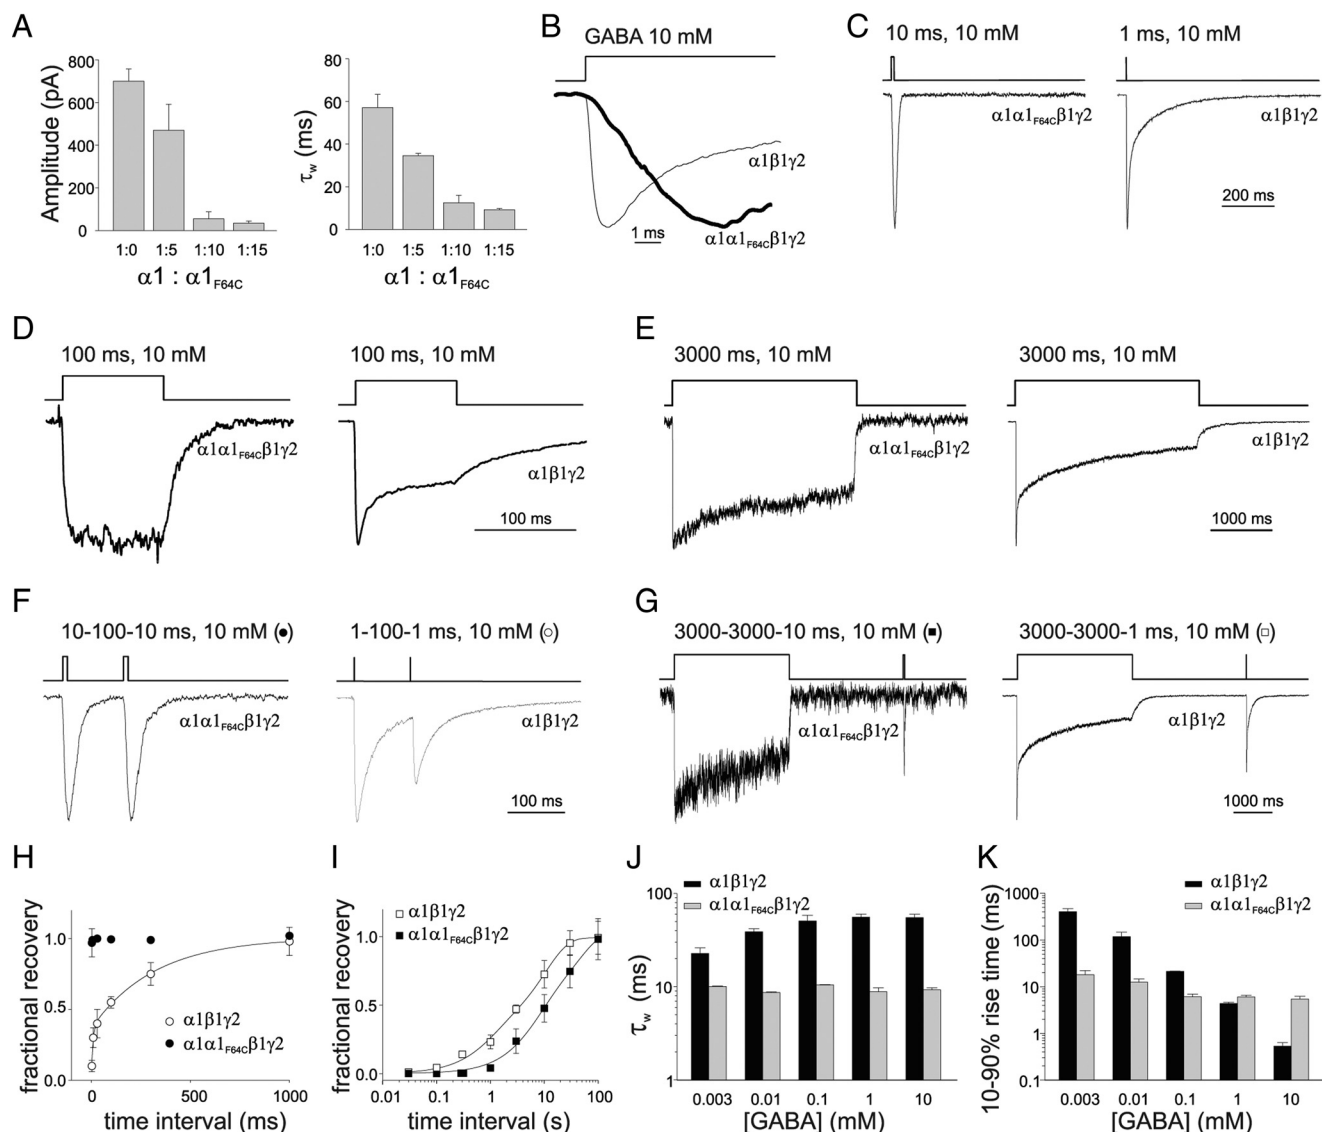 A
800
600
400
200
0
Amplitude (pA)
1:0 1:5 1:10 1:15
α1 : α1F64C
80
60
40
20
0
τw (ms)
1:0 1:5 1:10 1:15
α1 : α1F64C
B
GABA 10 mM
α1β1γ2
α1α1F64Cβ1γ2
1 ms
C
10 ms, 10 mM
α1α1F64Cβ1γ2
1 ms, 10 mM
α1β1γ2
200 ms
D
100 ms, 10 mM
α1α1F64Cβ1γ2
100 ms, 10 mM
α1β1γ2
100 ms
E
3000 ms, 10 mM
α1α1F64Cβ1γ2
3000 ms, 10 mM
α1β1γ2
1000 ms
F
10-100-10 ms, 10 mM (●)
α1α1F64Cβ1γ2
1-100-1 ms, 10 mM (○)
α1β1γ2
100 ms
G
3000-3000-10 ms, 10 mM (■)
α1α1F64Cβ1γ2
3000-3000-1 ms, 10 mM (□)
α1β1γ2
1000 ms
H
fractional recovery
1.0
0.5
0.0
α1β1γ2
α1α1F64Cβ1γ2
0 500 1000
time interval (ms)
I
fractional recovery
1.0
0.5
0.0
α1β1γ2
α1α1F64Cβ1γ2
0.01 0.1 1 10 100
time interval (s)
J
α1β1γ2
α1α1F64Cβ1γ2
100
10
1
τw (ms)
0.003 0.01 0.1 1 10
[GABA] (mM)
K
α1β1γ2
α1α1F64Cβ1γ2
1000
100
10
1
0.1
10-90% rise time (ms)
0.003 0.01 0.1 1 10
[GABA] (mM)